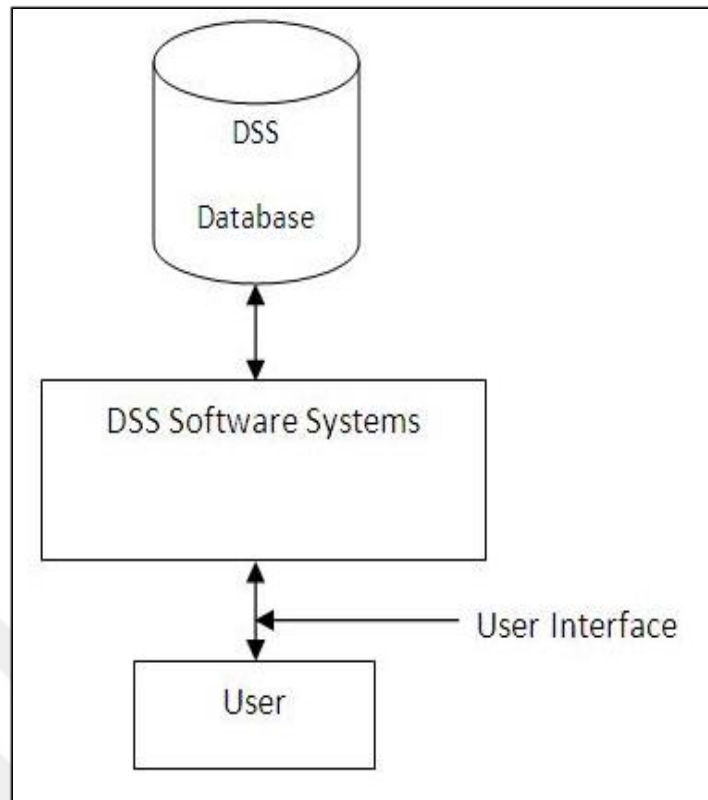 DSS
Database
DSS Software Systems
User Interface
User